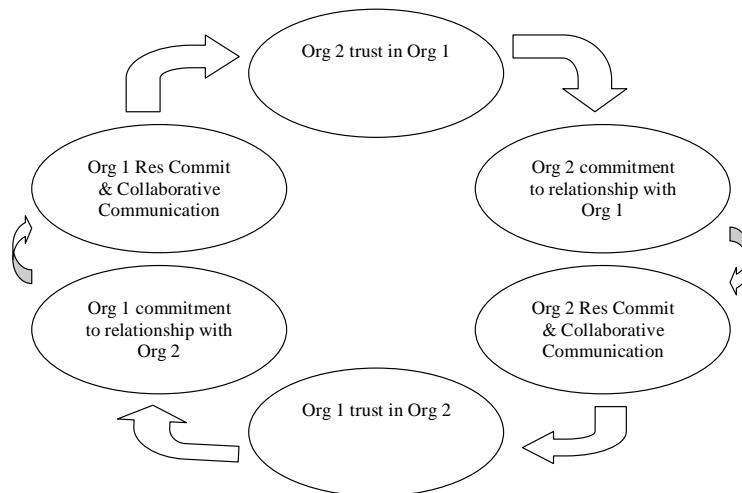 Org 2 trust in Org 1
Org 1 Res Commit
& Collaborative
Communication
Org 2 commitment
to relationship with
Org 1
Org 1 commitment
to relationship with
Org 2
Org 2 Res Commit
& Collaborative
Communication
Org 1 trust in Org 2